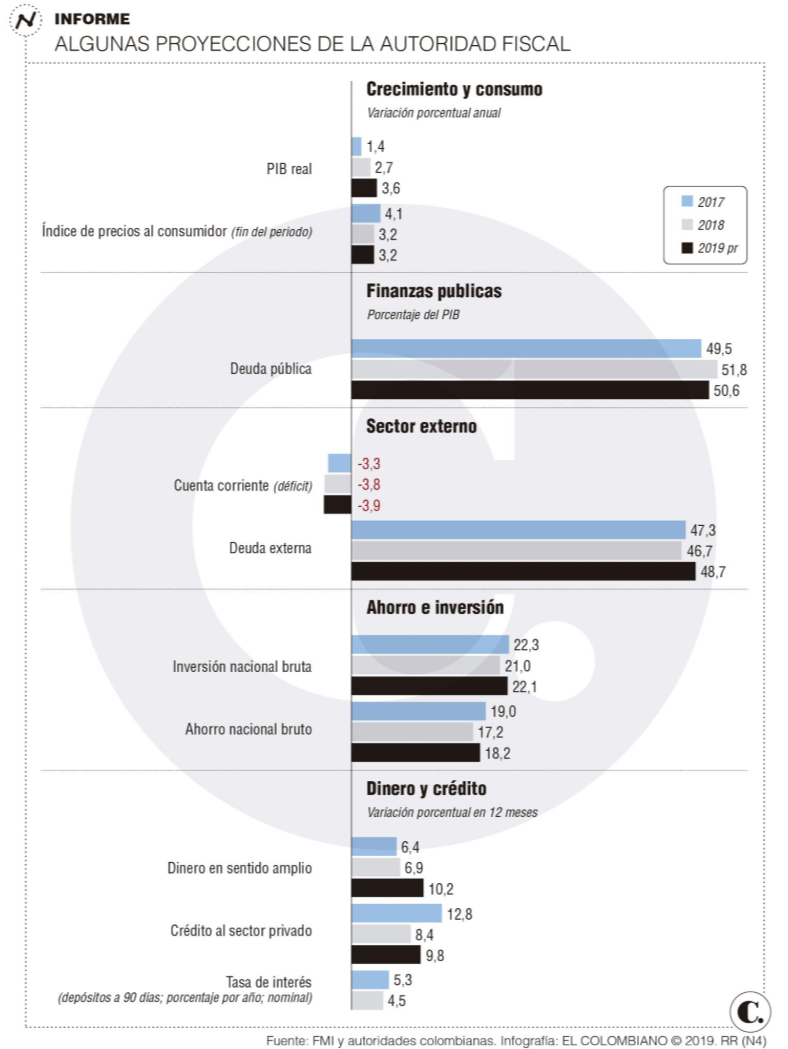 INFORME
ALGUNAS PROYECCIONES DE LA AUTORIDAD FISCAL
Crecimiento y consumo
Variación porcentual anual
PIB real
1,4
2,7
3,6
Índice de precios al consumidor (fin del periodo)
4,1
3,2
3,2
2017
2018
2019 pr
Finanzas publicas
Porcentaje del PIB
Deuda pública
49,5
51,8
50,6
Sector externo
Cuenta corriente (déficit)
-3,3
-3,8
-3,9
Deuda externa
47,3
46,7
48,7
Ahorro e inversión
Inversión nacional bruta
22,3
21,0
22,1
Ahorro nacional bruto
19,0
17,2
18,2
Dinero y crédito
Variación porcentual en 12 meses
Dinero en sentido amplio
6,4
6,9
10,2
Crédito al sector privado
12,8
8,4
9,8
Tasa de interés
(depósitos a 90 dias; porcentaje por año; nominal)
5,3
4,5
C.
Fuente: FMI y autoridades colombianas. Infografía: EL COLOMBIANO © 2019. RR (N4)